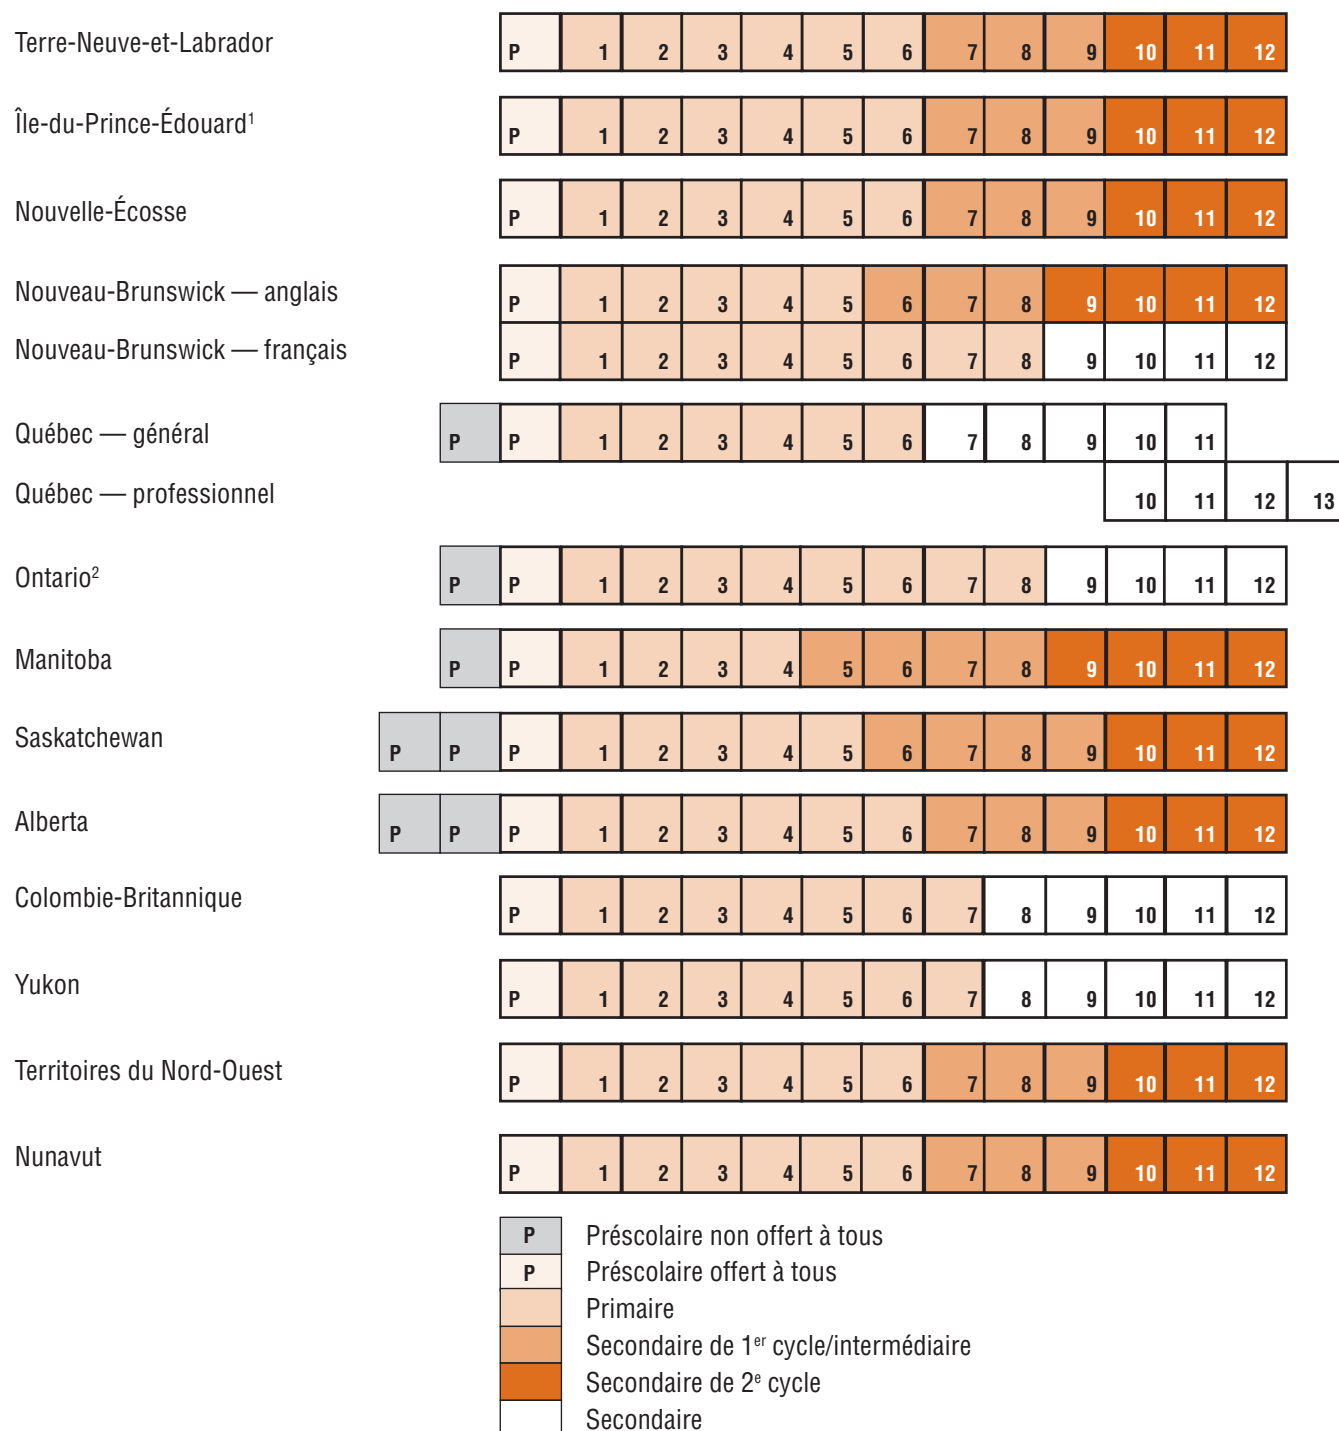 Terre-Neuve-et-Labrador P 1 2 3 4 5 6 7 8 9 10 11 12
Île-du-Prince-Édouard¹ P 1 2 3 4 5 6 7 8 9 10 11 12
Nouvelle-Écosse P 1 2 3 4 5 6 7 8 9 10 11 12
Nouveau-Brunswick — anglais P 1 2 3 4 5 6 7 8 9 10 11 12
Nouveau-Brunswick — français P 1 2 3 4 5 6 7 8 9 10 11 12
Québec — général P P 1 2 3 4 5 6 7 8 9 10 11
Québec — professionnel 10 11 12 13
Ontario² P P 1 2 3 4 5 6 7 8 9 10 11 12
Manitoba P P 1 2 3 4 5 6 7 8 9 10 11 12
Saskatchewan P P P 1 2 3 4 5 6 7 8 9 10 11 12
Alberta P P P 1 2 3 4 5 6 7 8 9 10 11 12
Colombie-Britannique P 1 2 3 4 5 6 7 8 9 10 11 12
Yukon P 1 2 3 4 5 6 7 8 9 10 11 12
Territoires du Nord-Ouest P 1 2 3 4 5 6 7 8 9 10 11 12
Nunavut P 1 2 3 4 5 6 7 8 9 10 11 12
P Préscolaire non offert à tous
P Préscolaire offert à tous
Primaire
Secondaire de 1er cycle/intermédiaire
Secondaire de 2e cycle
Secondaire